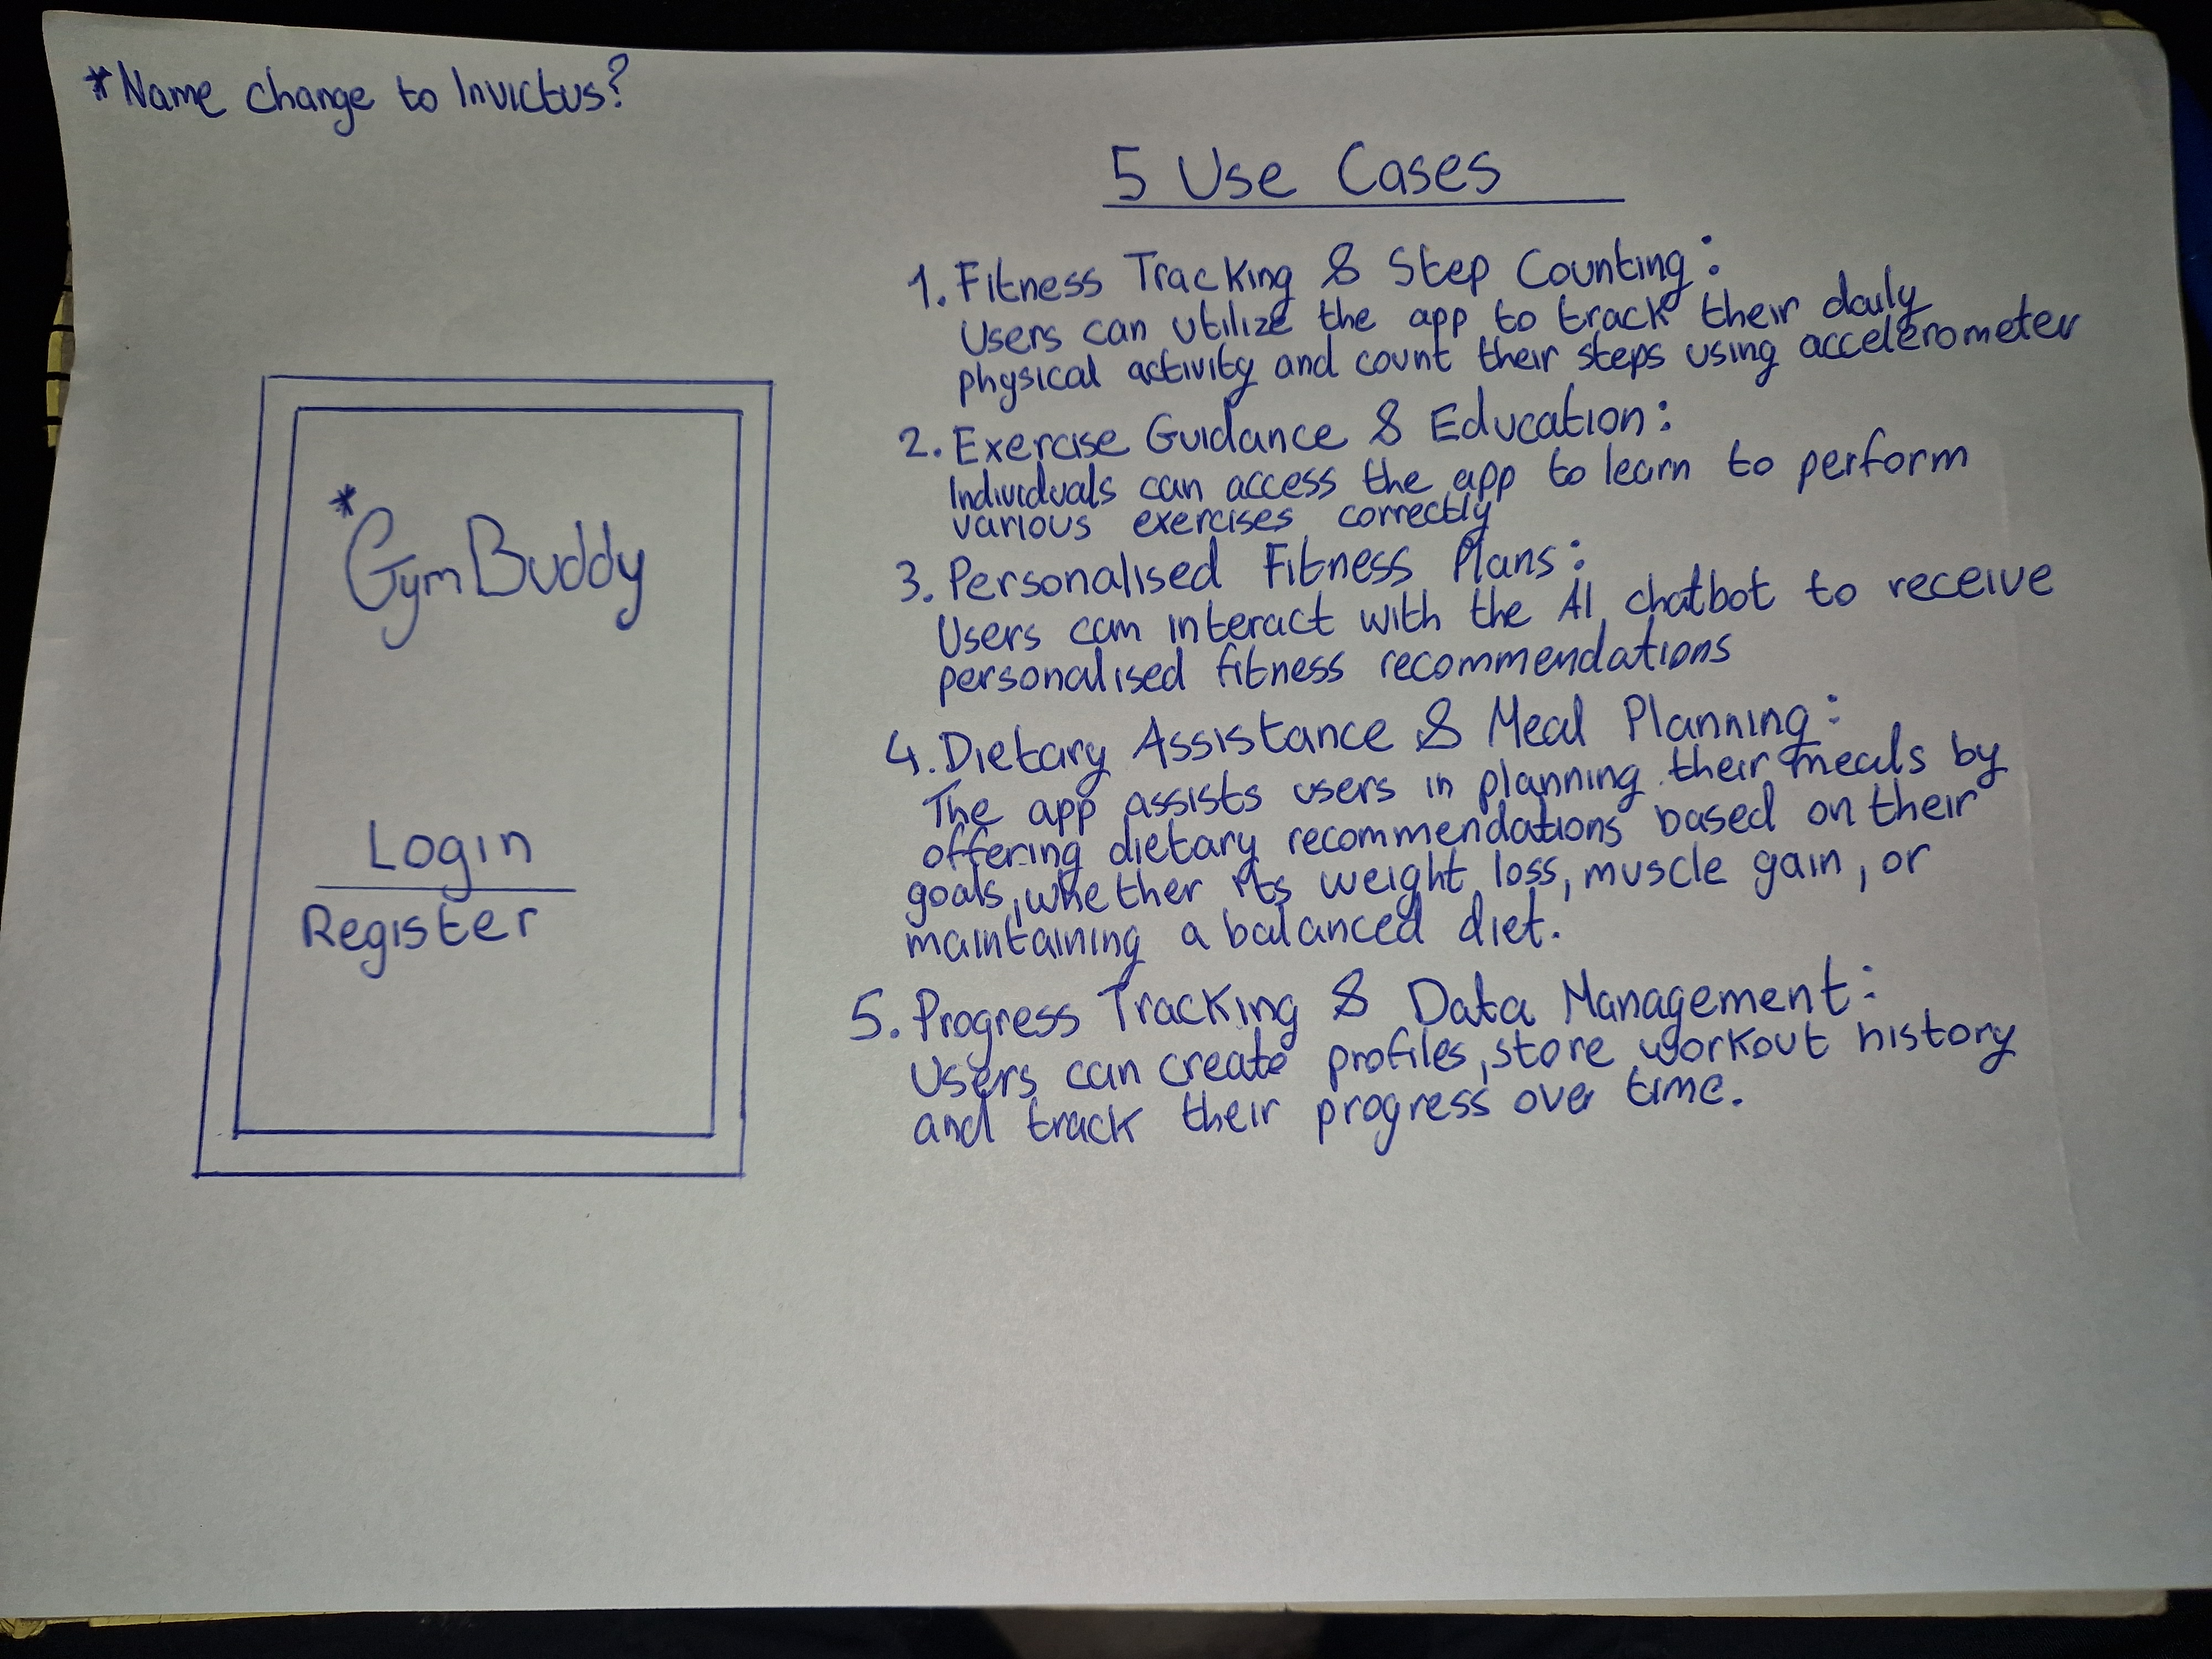 *Name change to Invictus?
*GymBuddy
Login
Register
5 Use Cases
1. Fitness Tracking & Step Counting:
Users can utilize the app to track their daily
physical activity and count their steps using accelerometer
2. Exercise Guidance & Education:
Individuals can access the app to learn to perform
various exercises correctly
3. Personalised Fitness Plans:
Users can interact with the AI chatbot to receive
personalised fitness recommendations
4. Dietary Assistance & Meal Planning:
The app assists users in planning their meals by
offering dietary recommendations based on their
goals, whether its weight loss, muscle gain, or
maintaining a balanced diet.
5. Progress Tracking & Data Management:
Users can create profiles, store workout history
and track their progress over time.